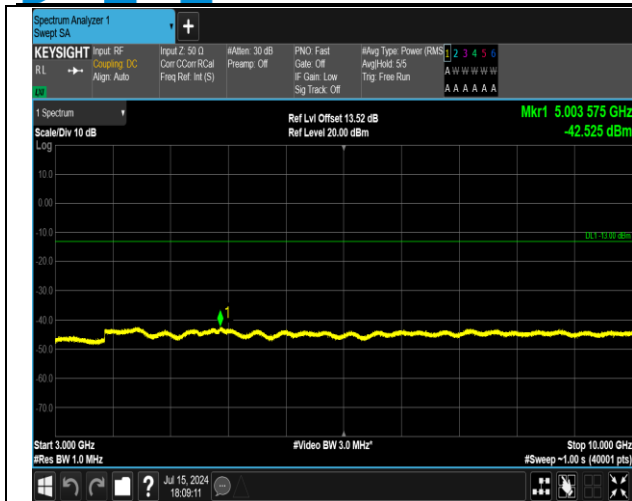 Spectrum Analyzer 1
Swept SA
+
KEYSIGHT Input: RF
Coupling: DC
Align: Auto
Input Z: 50 Ω
Corr CCorr RCal
Freq Ref: Int (S)
#Atten: 30 dB
Preamp: Off
PNO: Fast
Gate: Off
IF Gain: Low
Sig Track: Off
#Avg Type: Power (RMS
Avg|Hold: 5/5
Trig: Free Run
1 2 3 4 5 6
A W W W W W
A A A A A A
R L
1 Spectrum
Scale/Div 10 dB
Log
Ref Lvl Offset 13.52 dB
Ref Level 20.00 dBm
Mkr1 5.003 575 GHz
-42.525 dBm
10.0
0.00
-10.0
DL1 -13.00 dBm
-20.0
-30.0
1
-40.0
-50.0
-60.0
-70.0
Start 3.000 GHz
#Res BW 1.0 MHz
#Video BW 3.0 MHz*
Stop 10.000 GHz
#Sweep ~1.00 s (40001 pts)
?
Jul 15, 2024
18:09:11